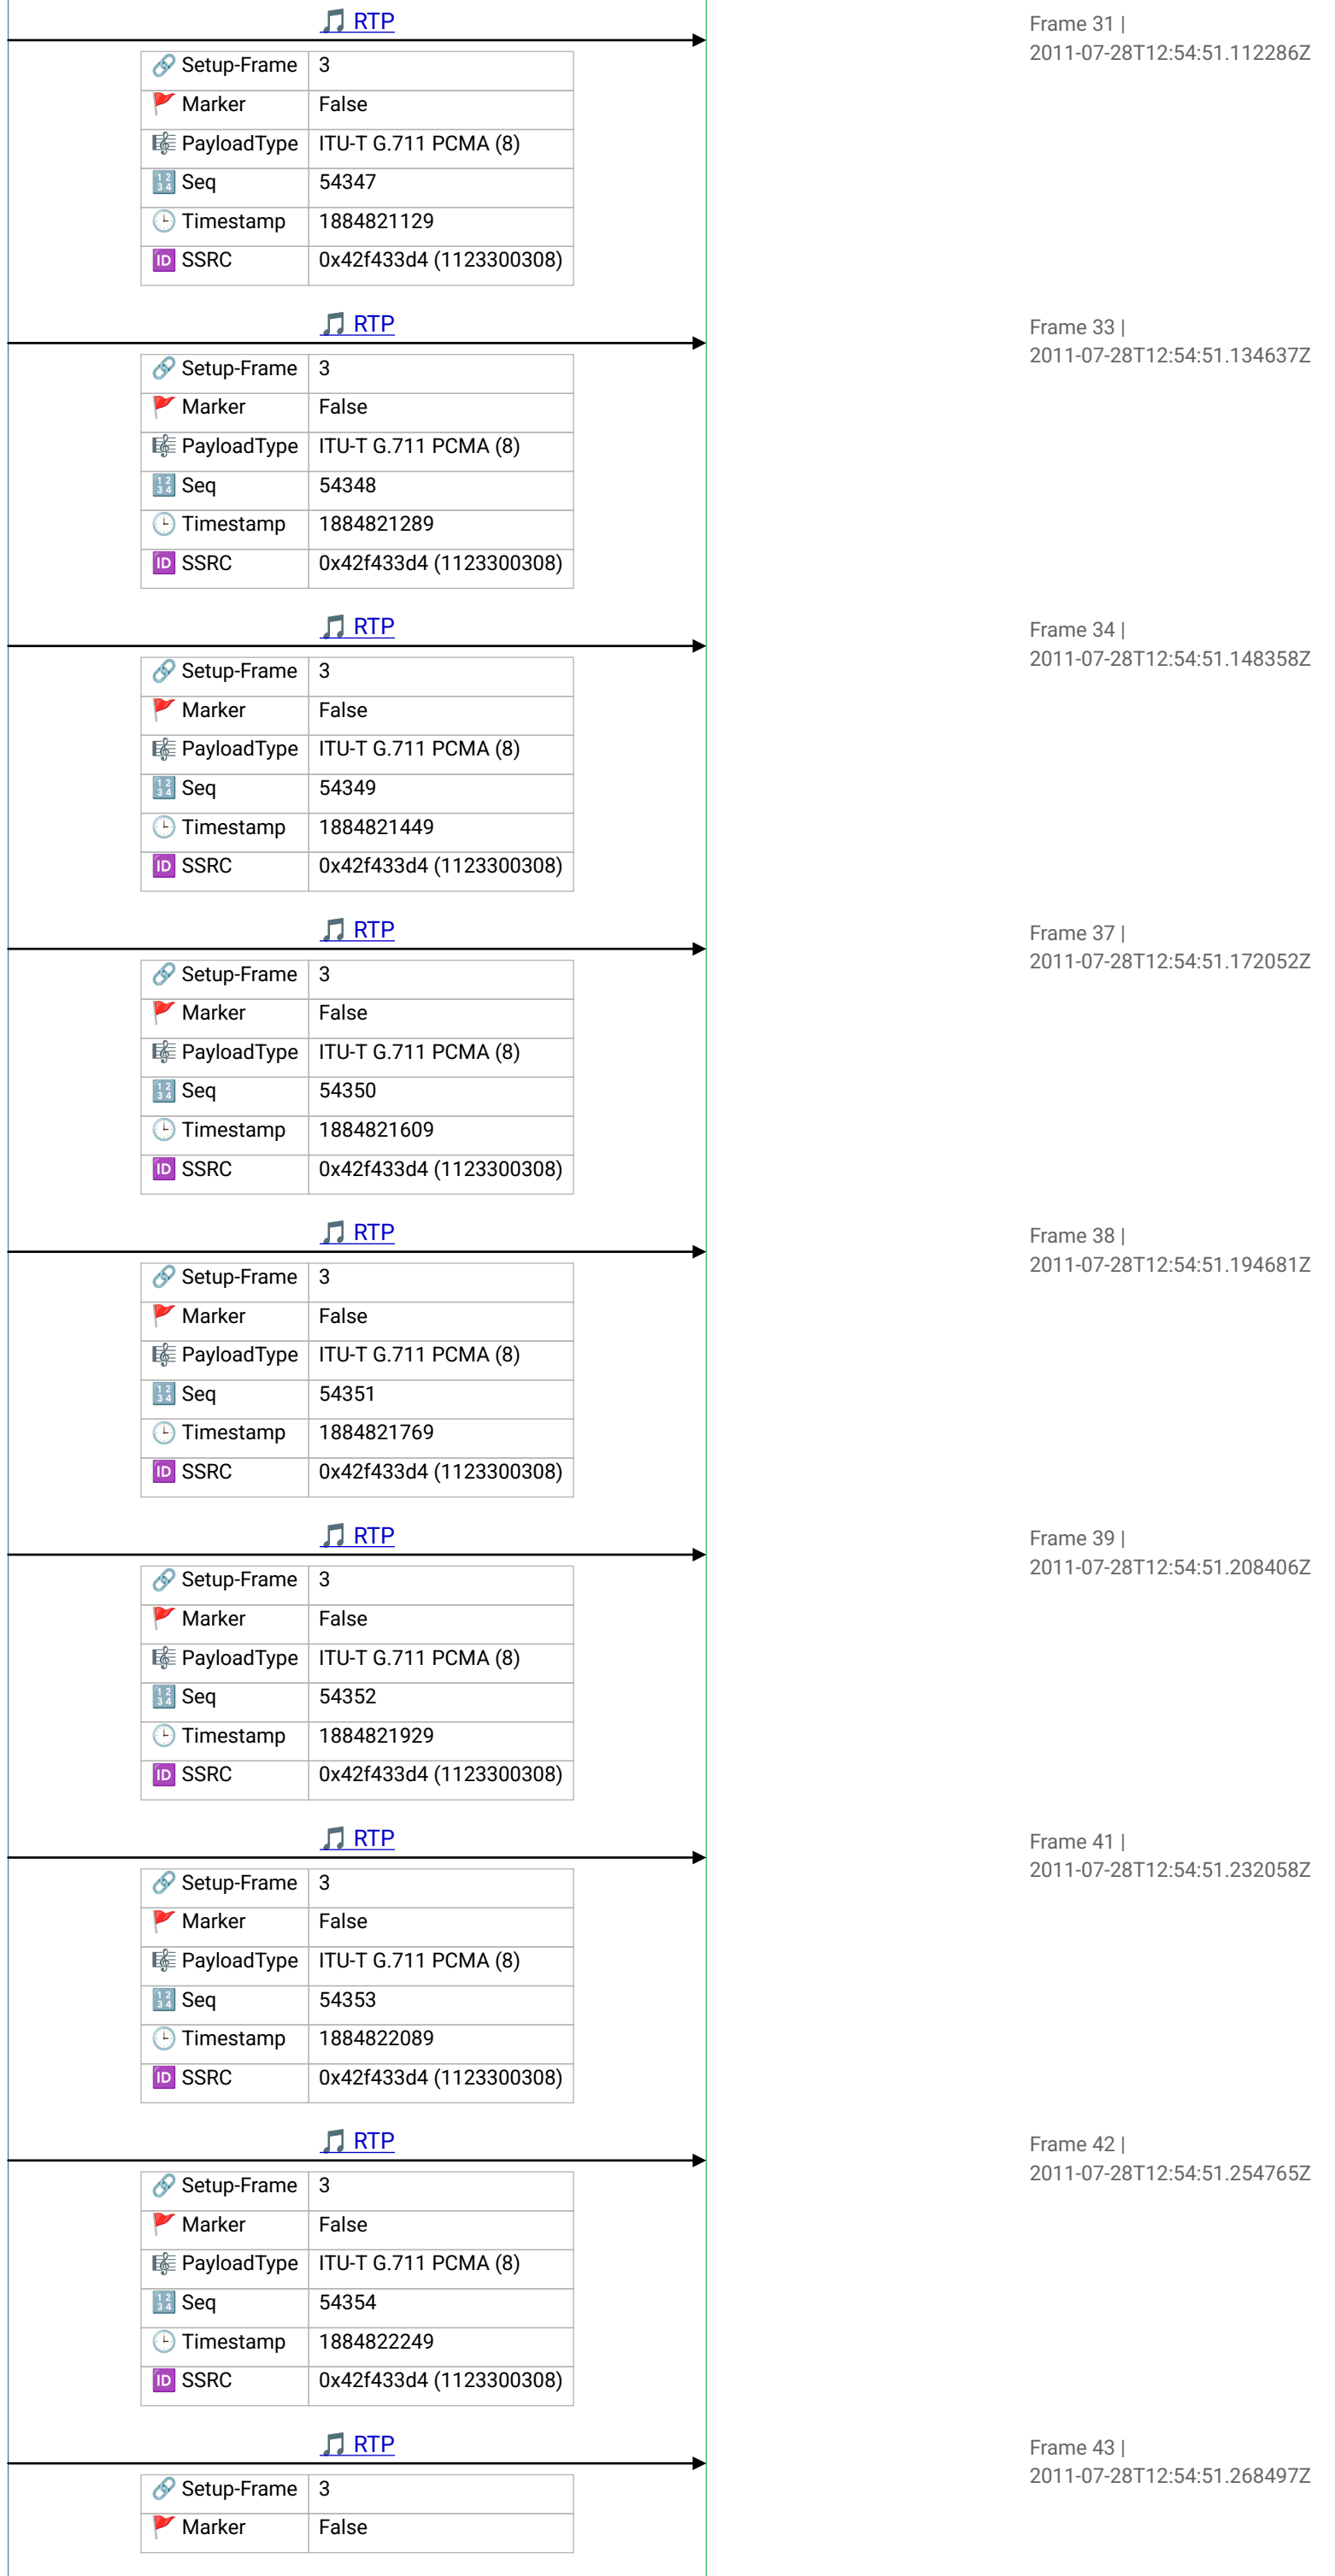 🎵 RTP
Frame 31 |
2011-07-28T12:54:51.112286Z
🔗 Setup-Frame 3
🚩 Marker False
🎼 PayloadType ITU-T G.711 PCMA (8)
🔢 Seq 54347
🕒 Timestamp 1884821129
🆔 SSRC 0x42f433d4 (1123300308)
🎵 RTP
Frame 33 |
2011-07-28T12:54:51.134637Z
🔗 Setup-Frame 3
🚩 Marker False
🎼 PayloadType ITU-T G.711 PCMA (8)
🔢 Seq 54348
🕒 Timestamp 1884821289
🆔 SSRC 0x42f433d4 (1123300308)
🎵 RTP
Frame 34 |
2011-07-28T12:54:51.148358Z
🔗 Setup-Frame 3
🚩 Marker False
🎼 PayloadType ITU-T G.711 PCMA (8)
🔢 Seq 54349
🕒 Timestamp 1884821449
🆔 SSRC 0x42f433d4 (1123300308)
🎵 RTP
Frame 37 |
2011-07-28T12:54:51.172052Z
🔗 Setup-Frame 3
🚩 Marker False
🎼 PayloadType ITU-T G.711 PCMA (8)
🔢 Seq 54350
🕒 Timestamp 1884821609
🆔 SSRC 0x42f433d4 (1123300308)
🎵 RTP
Frame 38 |
2011-07-28T12:54:51.194681Z
🔗 Setup-Frame 3
🚩 Marker False
🎼 PayloadType ITU-T G.711 PCMA (8)
🔢 Seq 54351
🕒 Timestamp 1884821769
🆔 SSRC 0x42f433d4 (1123300308)
🎵 RTP
Frame 39 |
2011-07-28T12:54:51.208406Z
🔗 Setup-Frame 3
🚩 Marker False
🎼 PayloadType ITU-T G.711 PCMA (8)
🔢 Seq 54352
🕒 Timestamp 1884821929
🆔 SSRC 0x42f433d4 (1123300308)
🎵 RTP
Frame 41 |
2011-07-28T12:54:51.232058Z
🔗 Setup-Frame 3
🚩 Marker False
🎼 PayloadType ITU-T G.711 PCMA (8)
🔢 Seq 54353
🕒 Timestamp 1884822089
🆔 SSRC 0x42f433d4 (1123300308)
🎵 RTP
Frame 42 |
2011-07-28T12:54:51.254765Z
🔗 Setup-Frame 3
🚩 Marker False
🎼 PayloadType ITU-T G.711 PCMA (8)
🔢 Seq 54354
🕒 Timestamp 1884822249
🆔 SSRC 0x42f433d4 (1123300308)
🎵 RTP
Frame 43 |
2011-07-28T12:54:51.268497Z
🔗 Setup-Frame 3
🚩 Marker False